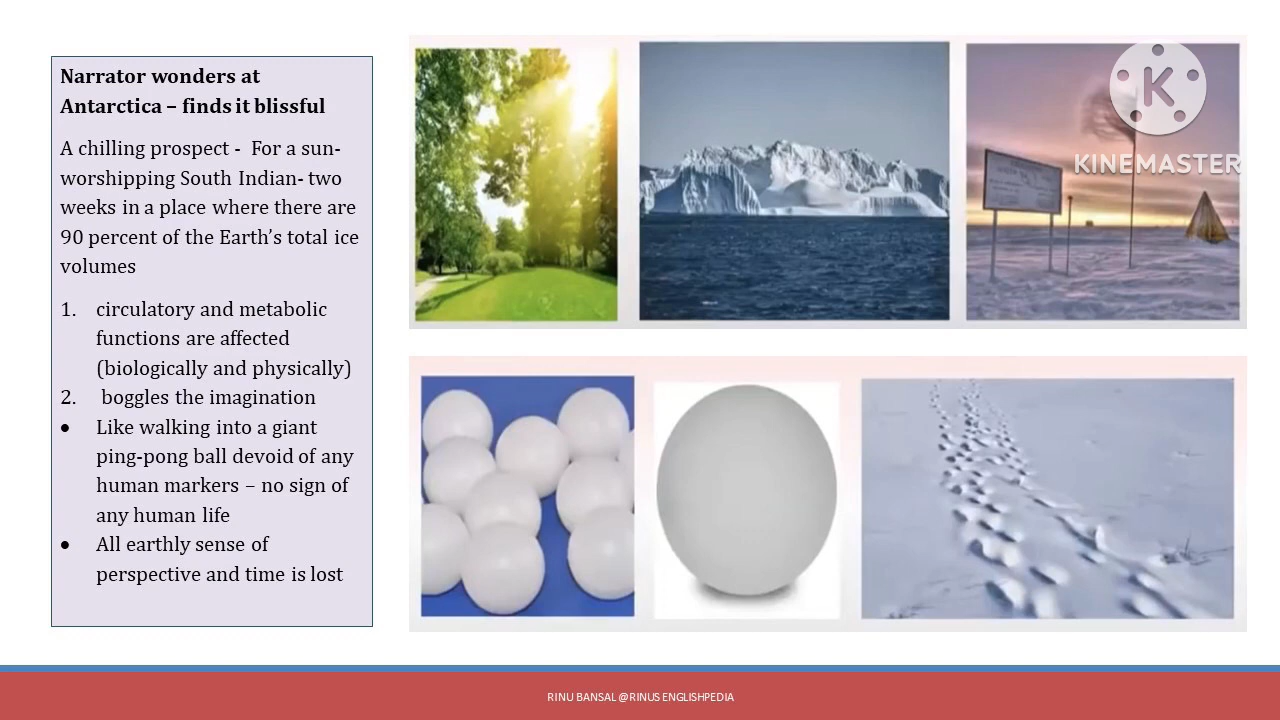 Narrator wonders at
Antarctica – finds it blissful
A chilling prospect - For a sun-
worshipping South Indian- two
weeks in a place where there are
90 percent of the Earth's total ice
volumes
1. circulatory and metabolic
functions are affected
(biologically and physically)
2. boggles the imagination
• Like walking into a giant
ping-pong ball devoid of any
human markers – no sign of
any human life
• All earthly sense of
perspective and time is lost
K
KINEMASTER
RINU BANSAL @RINUS ENGLISHPEDIA